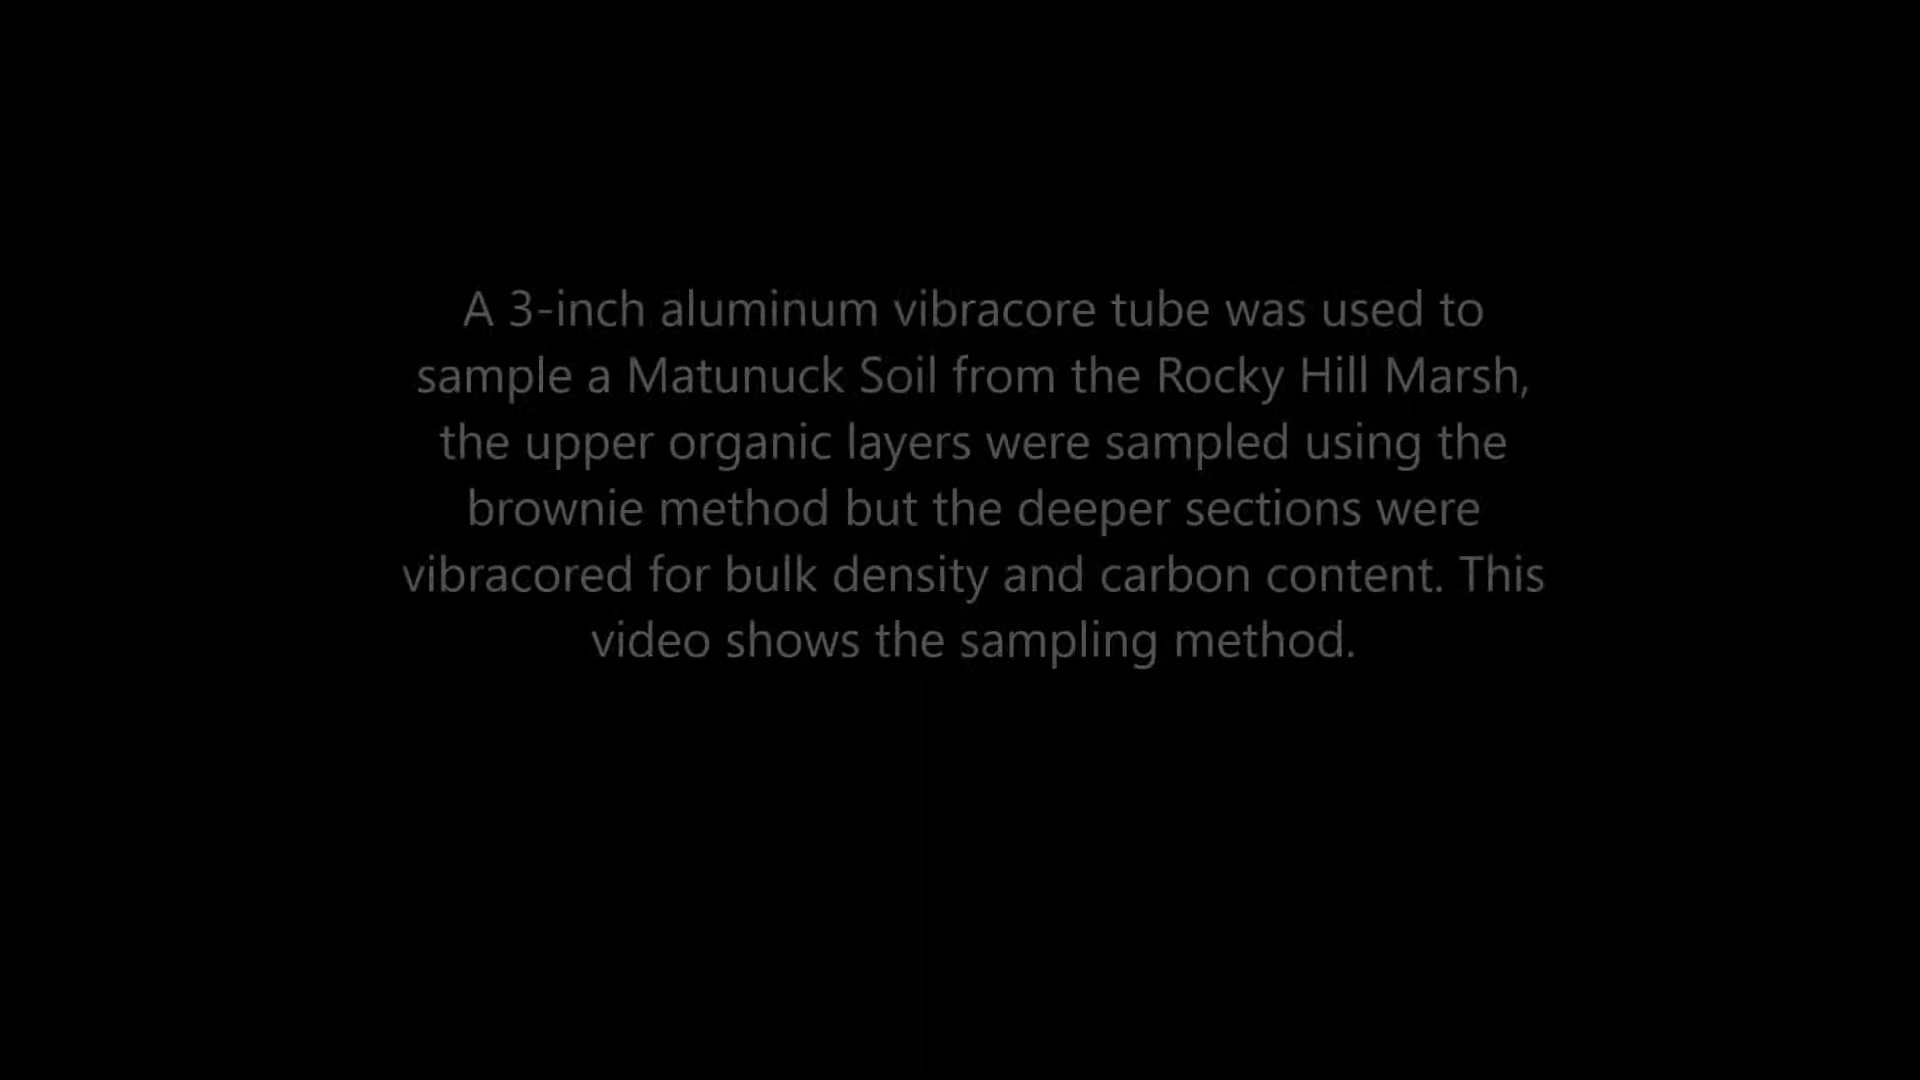 A 3-inch aluminum vibracore tube was used to
sample a Matunuck Soil from the Rocky Hill Marsh,
the upper organic layers were sampled using the
brownie method but the deeper sections were
vibracored for bulk density and carbon content. This
video shows the sampling method.